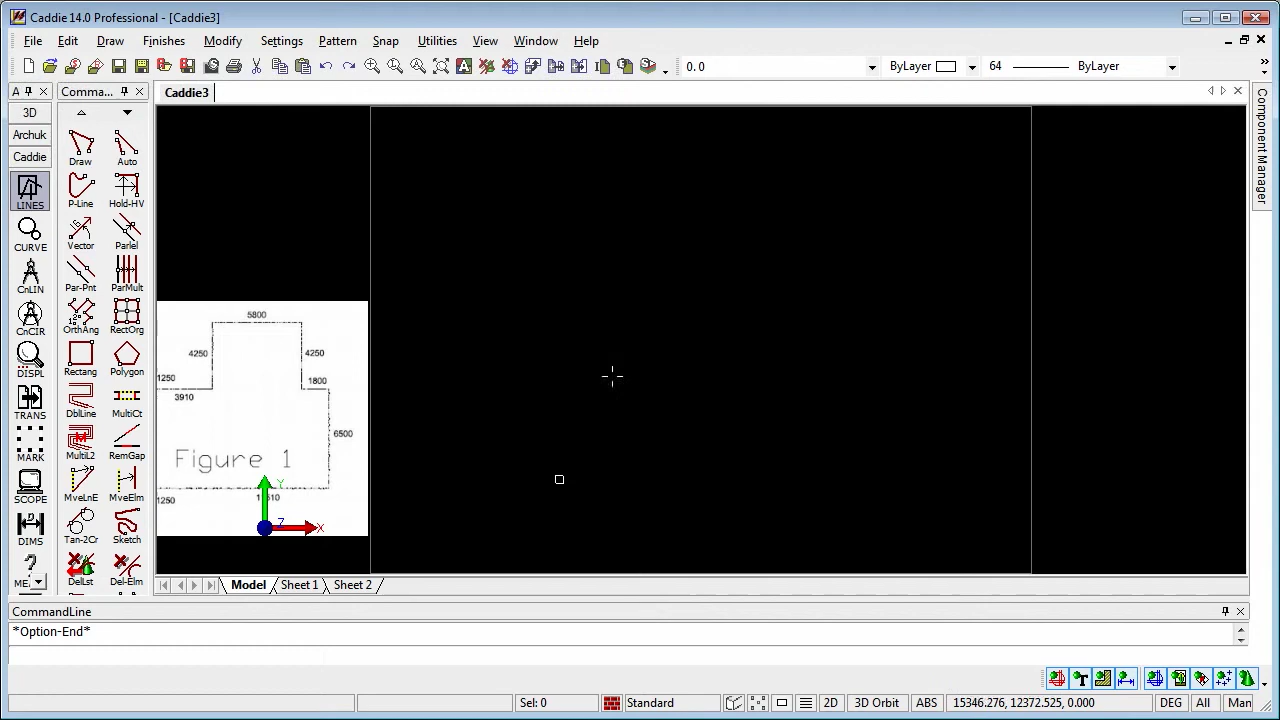 Caddie 14.0 Professional - [Caddie3]
File Edit Draw Finishes Modify Settings Pattern Snap Utilities View Window Help
0, 0 ByLayer 64 ByLayer
A Comma... Caddie3
3D
Archuk
Caddie
LINES
CURVE
CnLIN
CnCIR
DISPL
TRANS
MARK
SCOPE
DIMS
Draw Auto
P-Line Hold-HV
Vector Parlel
Par-Pnt ParMult
OrthAng RectOrg
Rectang Polygon
DblLine MultiCt
MultiL2 RemGap
MveLnE MveElm
Tan-2Cr Sketch
DelLst Del-Elm
5800
4250 4250
1250 1800
3910
6500
Figure 1
1250
Y
Z X
Component Manager
Model Sheet 1 Sheet 2
CommandLine
*Option-End*
Sel: 0 Standard 2D 3D Orbit ABS 15346.276, 12372.525, 0.000 DEG All Man